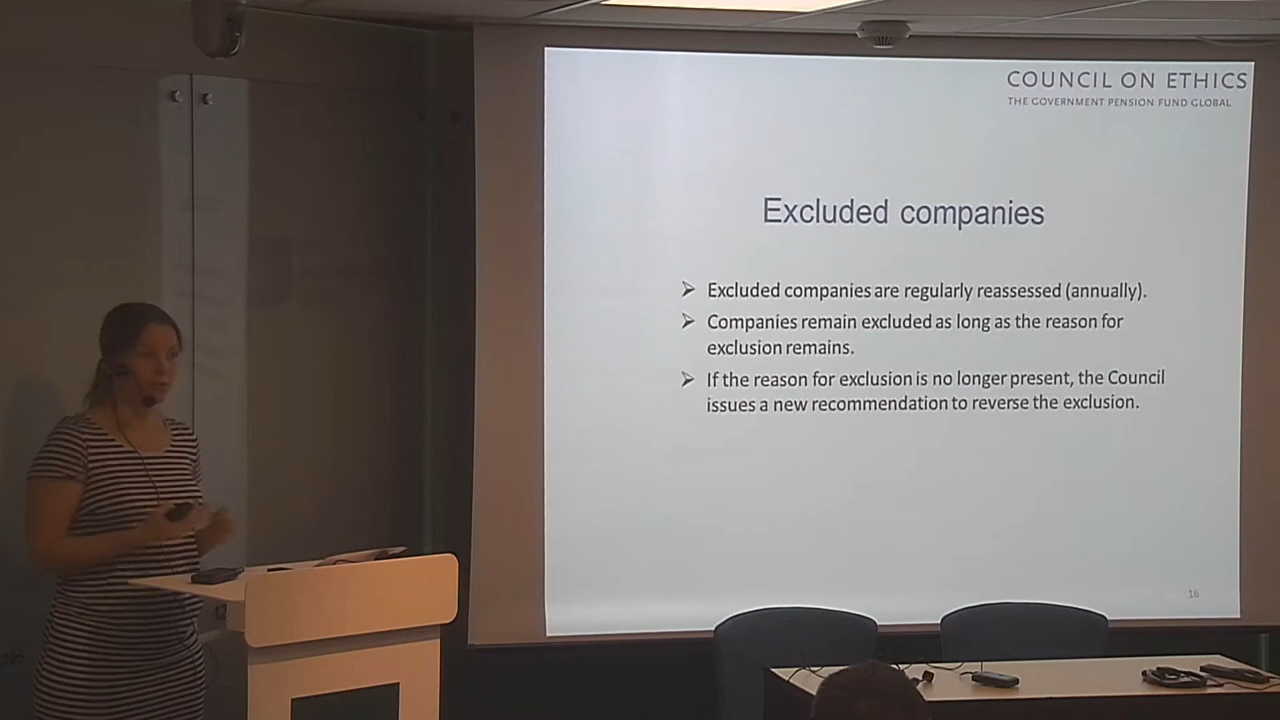 COUNCIL ON ETHICS
THE GOVERNMENT PENSION FUND GLOBAL
Excluded companies
➢ Excluded companies are regularly reassessed (annually).
➢ Companies remain excluded as long as the reason for
exclusion remains.
➢ If the reason for exclusion is no longer present, the Council
issues a new recommendation to reverse the exclusion.
16
12